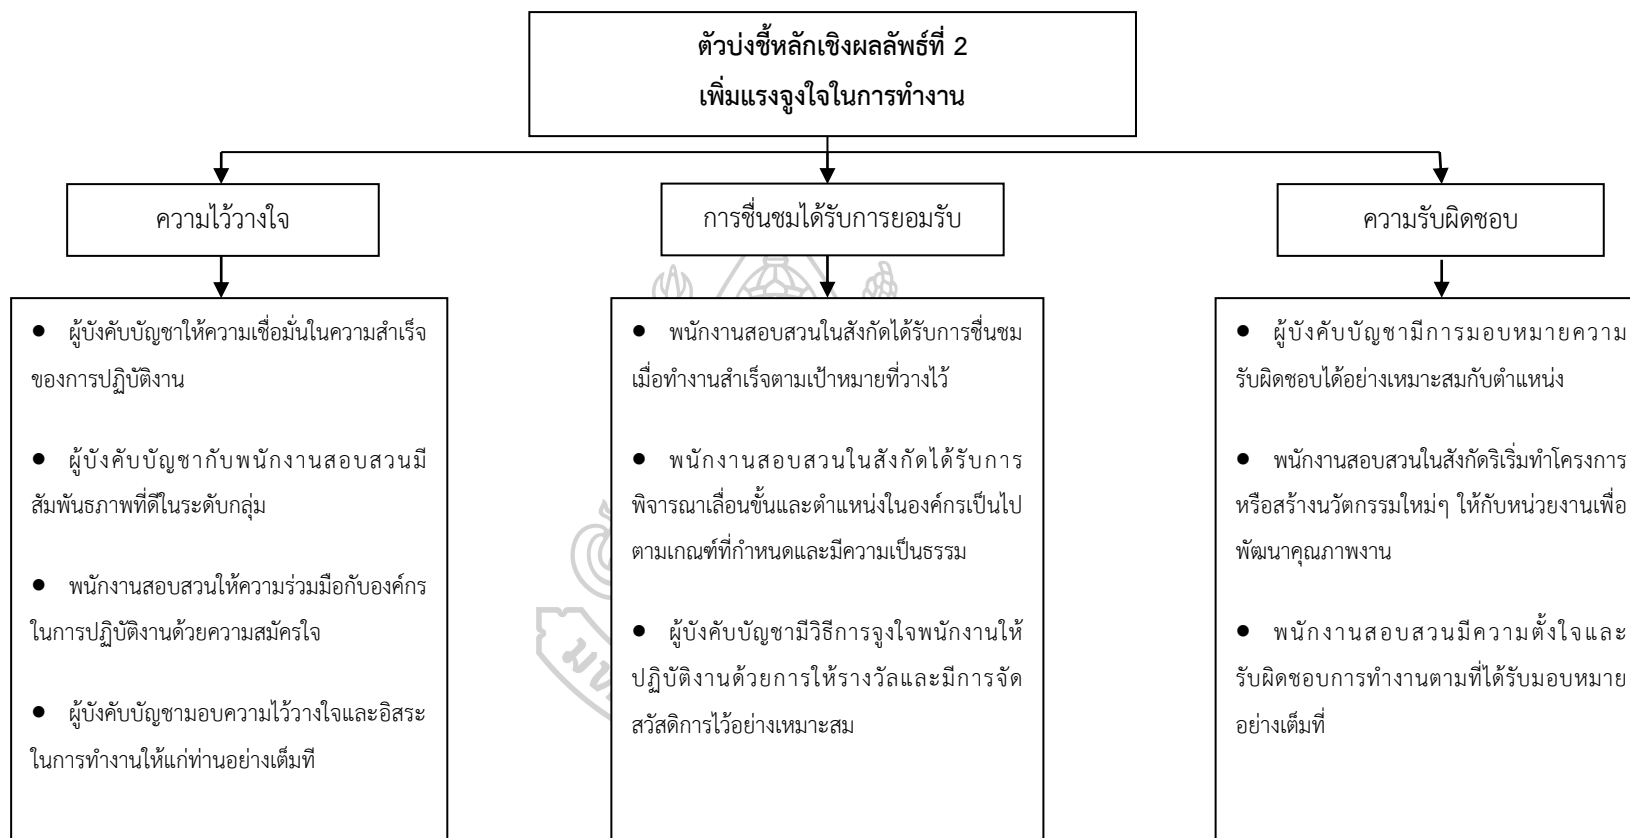 ตัวบ่งชี้หลักเชิงผลลัพธ์ที่ 2
เพิ่มแรงจูงใจในการทำงาน
ความไว้วางใจ
● ผู้บังคับบัญชาให้ความเชื่อมั่นในความสำเร็จ
ของการปฏิบัติงาน
● ผู้บังคับบัญชากับพนักงานสอบสวนมี
สัมพันธภาพที่ดีในระดับกลุ่ม
● พนักงานสอบสวนให้ความร่วมมือกับองค์กร
ในการปฏิบัติงานด้วยความสมัครใจ
● ผู้บังคับบัญชามอบความไว้วางใจและอิสระ
ในการทำงานให้แก่ท่านอย่างเต็มที
การชื่นชมได้รับการยอมรับ
● พนักงานสอบสวนในสังกัดได้รับการชื่นชม
เมื่อทำงานสำเร็จตามเป้าหมายที่วางไว้
● พนักงานสอบสวนในสังกัดได้รับการ
พิจารณาเลื่อนขั้นและตำแหน่งในองค์กรเป็นไป
ตามเกณฑ์ที่กำหนดและมีความเป็นธรรม
● ผู้บังคับบัญชามีวิธีการจูงใจพนักงานให้
ปฏิบัติงานด้วยการให้รางวัลและมีการจัด
สวัสดิการไว้อย่างเหมาะสม
ความรับผิดชอบ
● ผู้บังคับบัญชามีการมอบหมายความ
รับผิดชอบได้อย่างเหมาะสมกับตำแหน่ง
● พนักงานสอบสวนในสังกัดริเริ่มทำโครงการ
หรือสร้างนวัตกรรมใหม่ๆ ให้กับหน่วยงานเพื่อ
พัฒนาคุณภาพงาน
● พนักงานสอบสวนมีความตั้งใจและ
รับผิดชอบการทำงานตามที่ได้รับมอบหมาย
อย่างเต็มที่